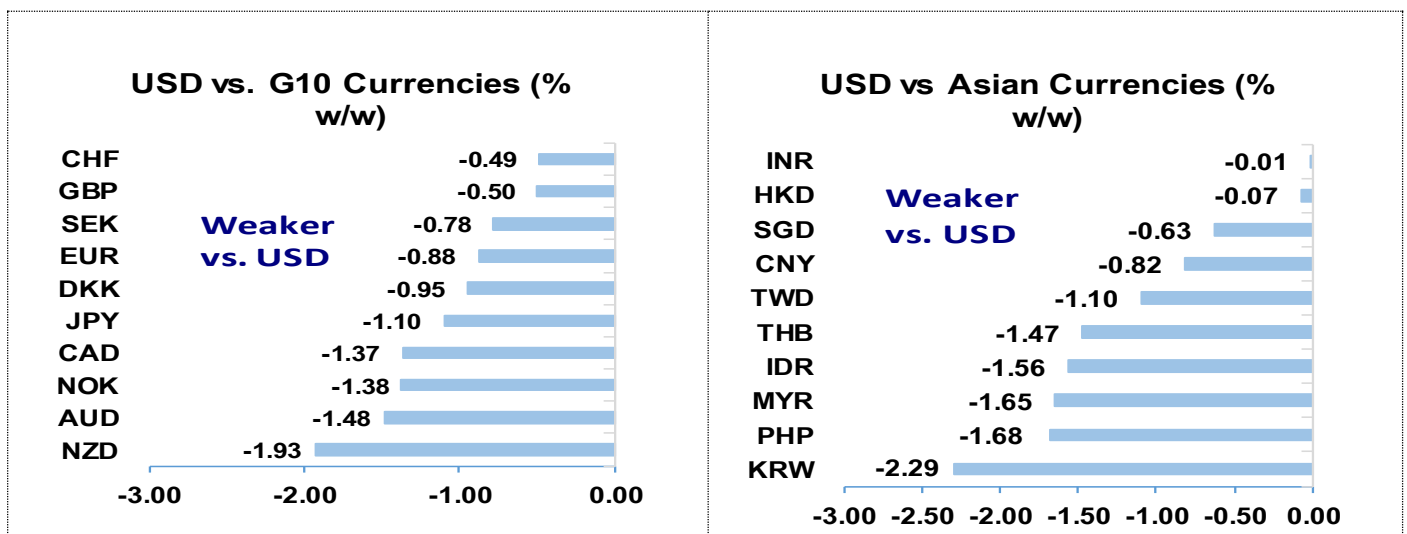 USD vs. G10 Currencies (%
w/w)
CHF -0.49
GBP -0.50
SEK -0.78
EUR -0.88
DKK -0.95
JPY -1.10
CAD -1.37
NOK -1.38
AUD -1.48
NZD -1.93
Weaker
vs. USD
-3.00 -2.00 -1.00 0.00
USD vs Asian Currencies (%
w/w)
INR -0.01
HKD -0.07
SGD -0.63
CNY -0.82
TWD -1.10
THB -1.47
IDR -1.56
MYR -1.65
PHP -1.68
KRW -2.29
Weaker
vs. USD
-3.00 -2.50 -2.00 -1.50 -1.00 -0.50 0.00